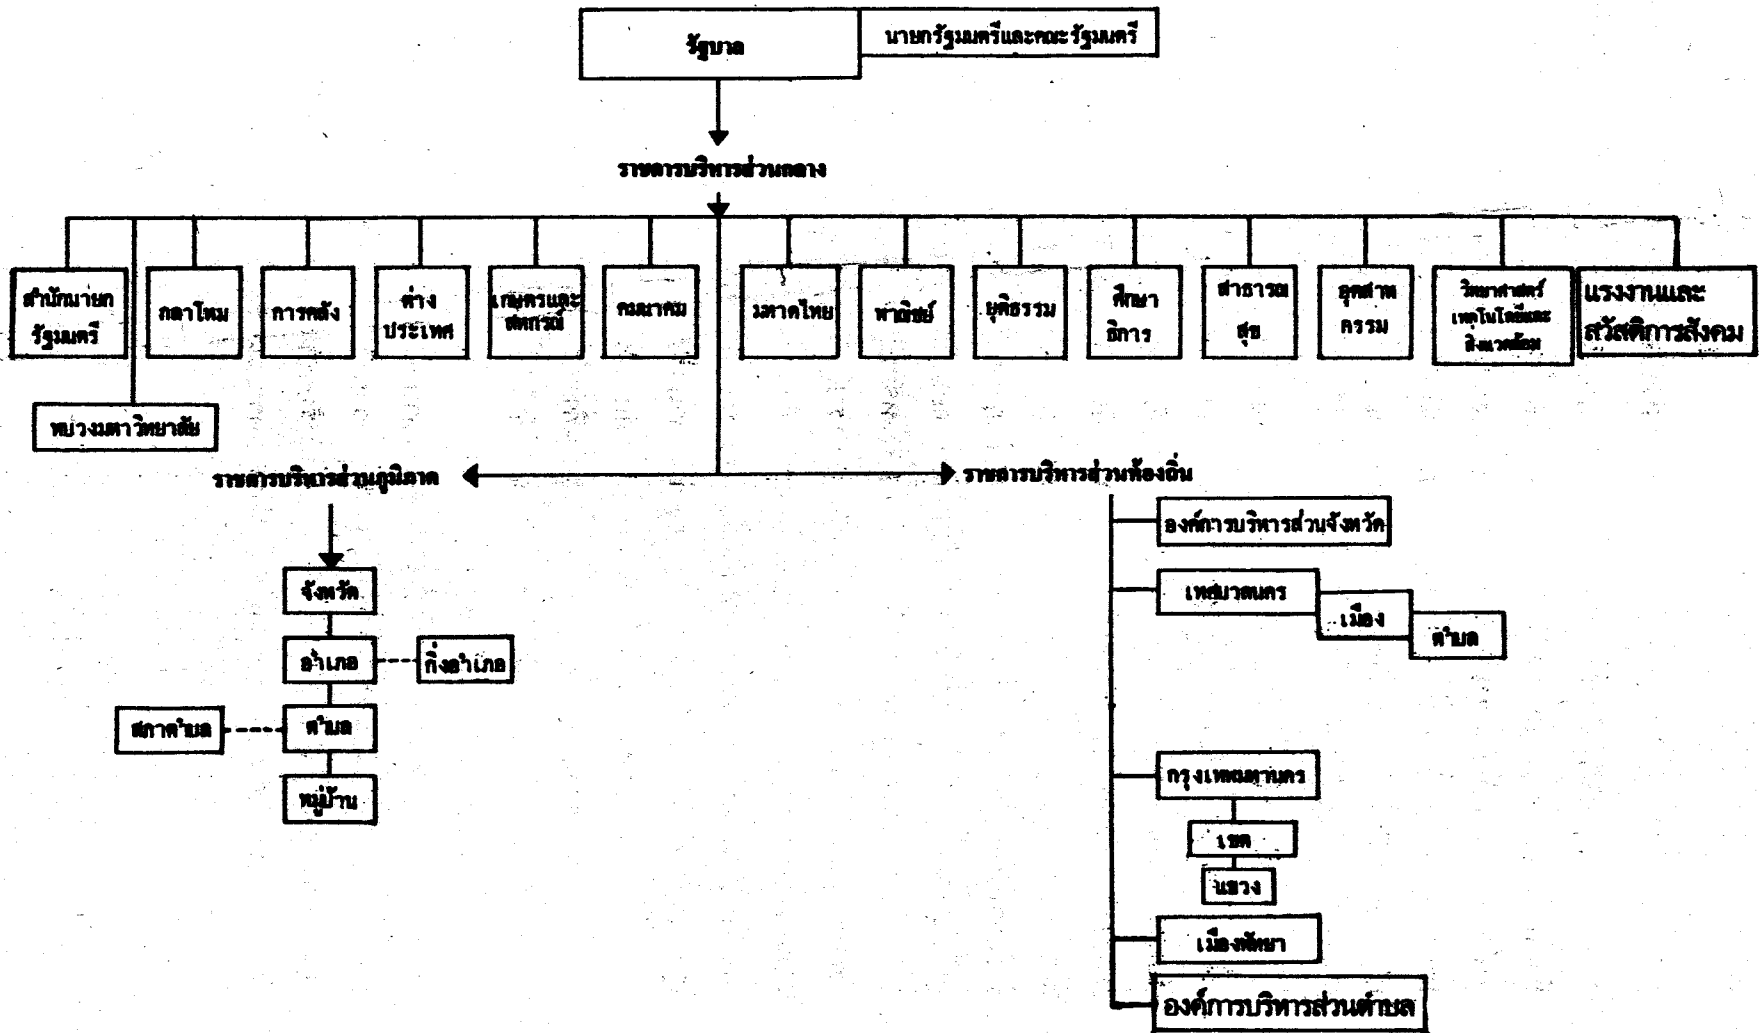 รัฐบาล
นายกรัฐมนตรีและคณะรัฐมนตรี
ราชการบริหารส่วนกลาง
สำนักนายก
รัฐมนตรี
กลาโหม
การคลัง
ต่าง
ประเทศ
เกษตรและ
สหกรณ์
คมนาคม
มหาดไทย
พาณิชย์
ยุติธรรม
ศึกษา
ธิการ
สาธารณ
สุข
อุตสาห
กรรม
วิทยาศาสตร์
เทคโนโลยีและ
สิ่งแวดล้อม
แรงงานและ
สวัสดิการสังคม
ทบวงมหาวิทยาลัย
ราชการบริหารส่วนภูมิภาค
ราชการบริหารส่วนท้องถิ่น
จังหวัด
อำเภอ
กิ่งอำเภอ
สภาตำบล
ตำบล
หมู่บ้าน
องค์การบริหารส่วนจังหวัด
เทศบาลนคร
เมือง
ตำบล
กรุงเทพมหานคร
เขต
แขวง
เมืองพัทยา
องค์การบริหารส่วนตำบล